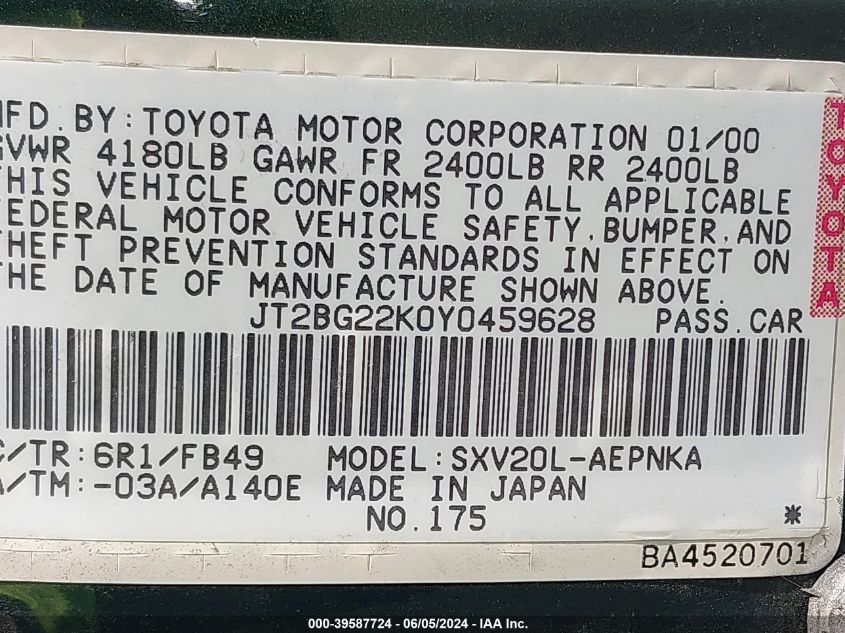 MFD. BY: TOYOTA MOTOR CORPORATION 01/00
GVWR 4180LB GAWR FR 2400LB RR 2400LB
THIS VEHICLE CONFORMS TO ALL APPLICABLE
FEDERAL MOTOR VEHICLE SAFETY, BUMPER, AND
THEFT PREVENTION STANDARDS IN EFFECT ON
THE DATE OF MANUFACTURE SHOWN ABOVE.
JT2BG22K0Y0459628 PASS. CAR
C/TR: 6R1/FB49 MODEL: SXV20L-AEPNKA
A/TM: -03A/A140E MADE IN JAPAN
NO. 175 *
BA4520701
TOYOTA
000-39587724 - 06/05/2024 - IAA Inc.